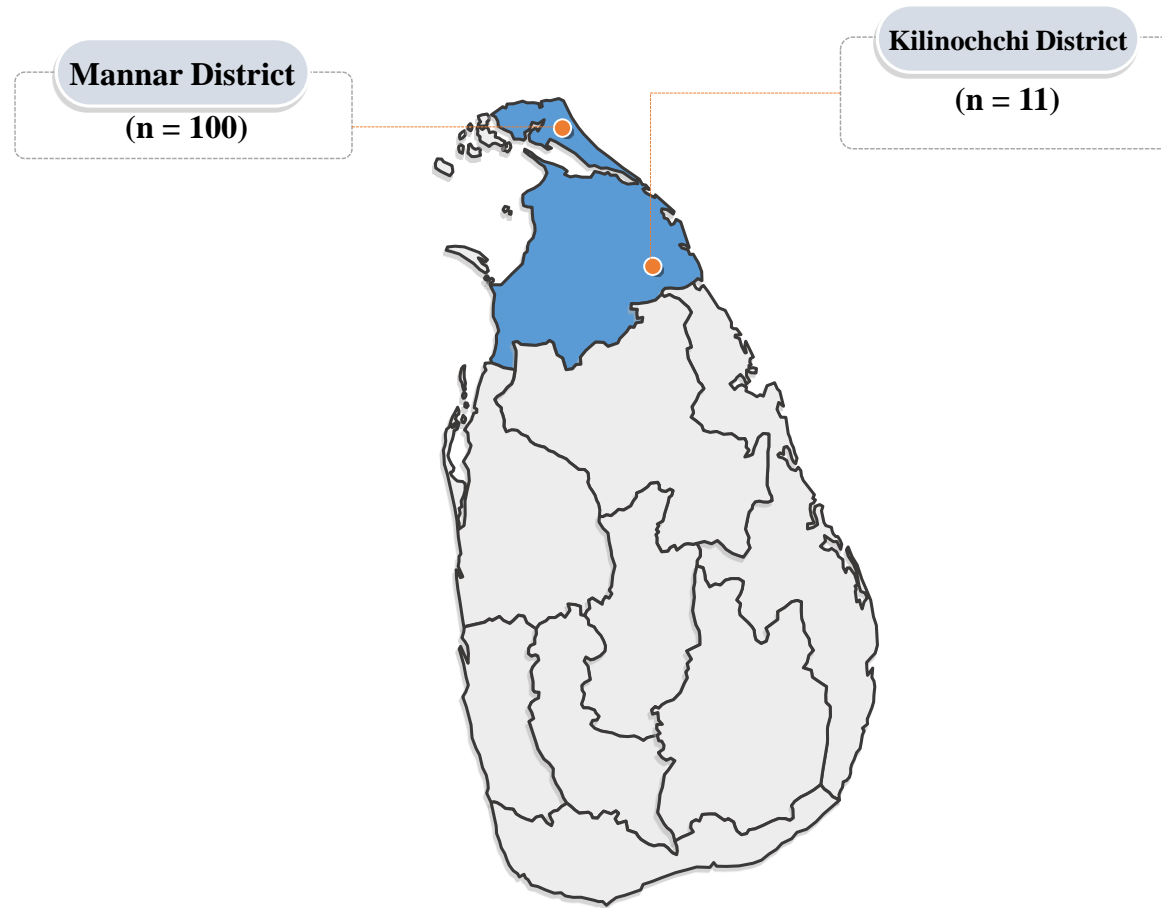 Mannar District
(n = 100)
Kilinochchi District
(n = 11)